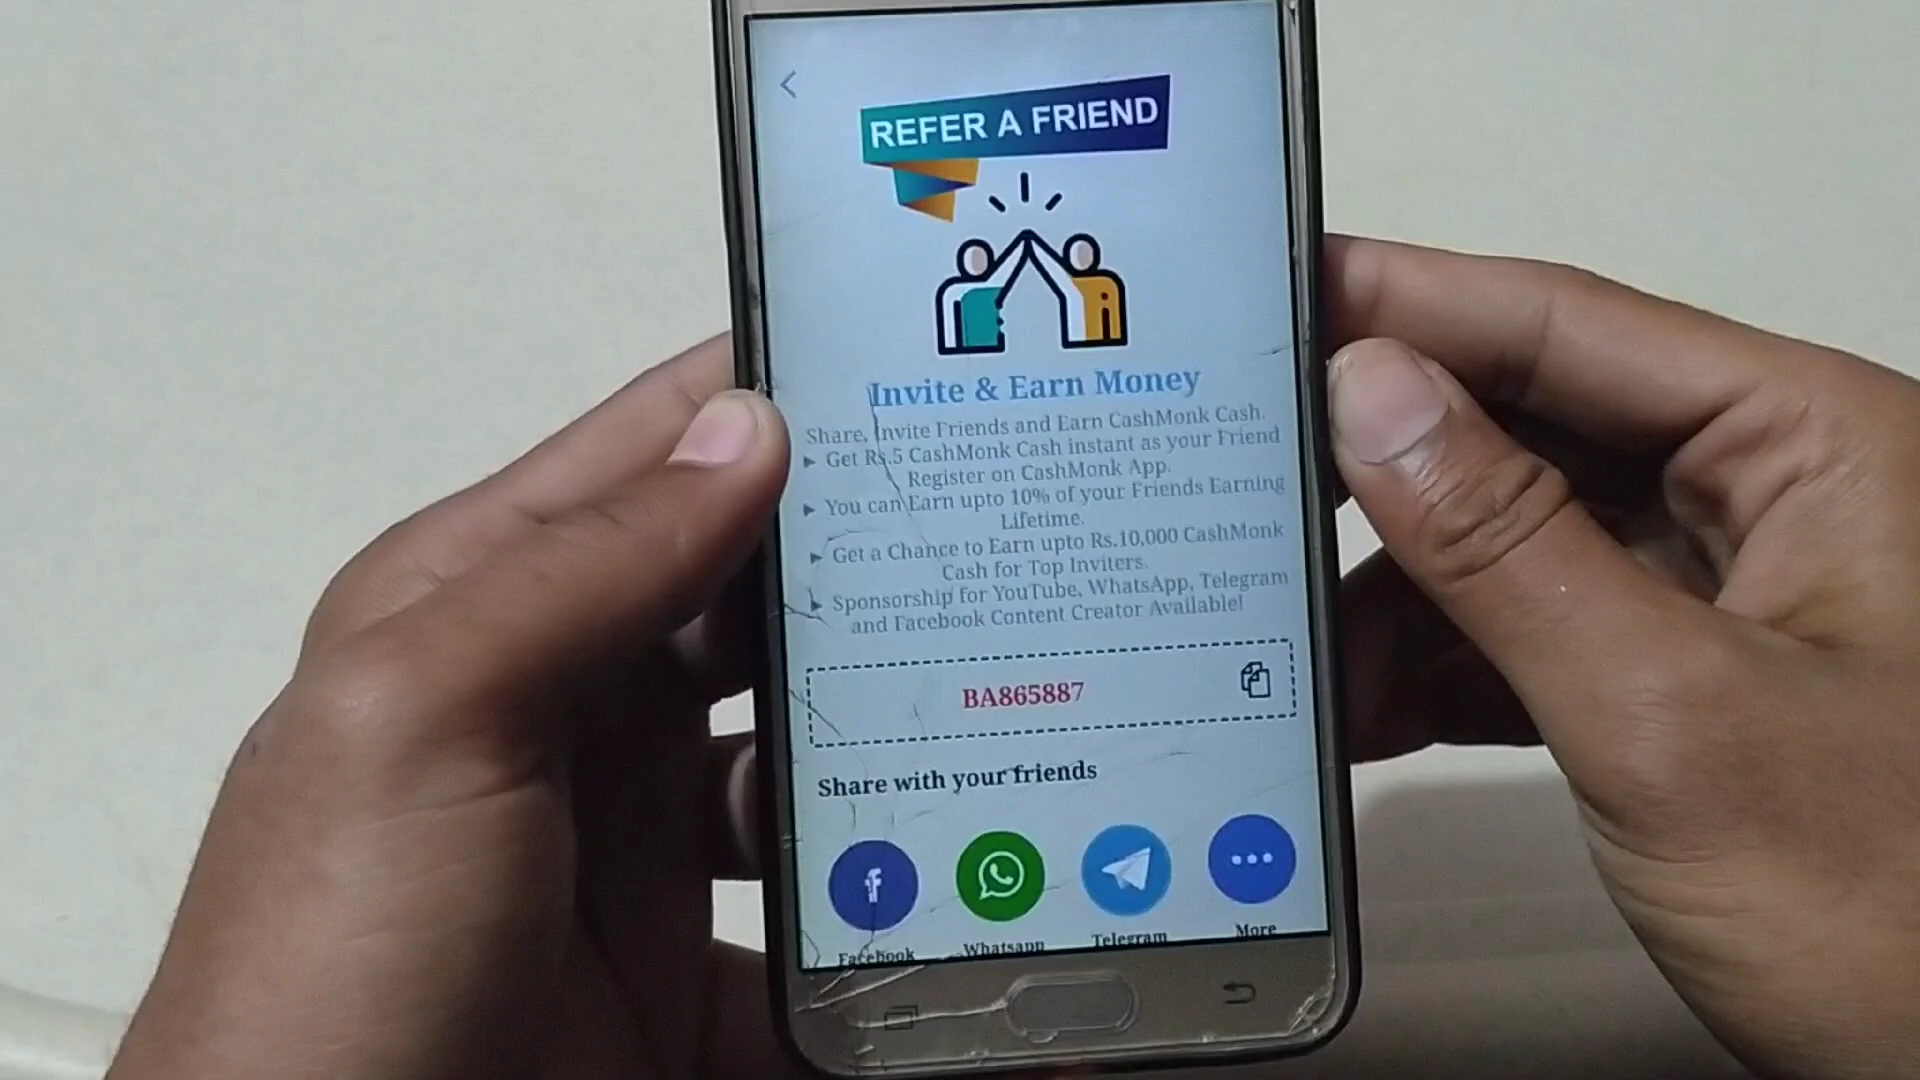 REFER A FRIEND
Invite & Earn Money
Share, Invite Friends and Earn CashMonk Cash.
► Get Rs.5 CashMonk Cash instant as your Friend
Register on CashMonk App.
► You can Earn upto 10% of your Friends Earning
Lifetime.
► Get a Chance to Earn upto Rs.10,000 CashMonk
Cash for Top Inviters.
► Sponsorship for YouTube, WhatsApp, Telegram
and Facebook Content Creator Available!
BA865887
Share with your friends
Facebook Whatsapp Telegram More